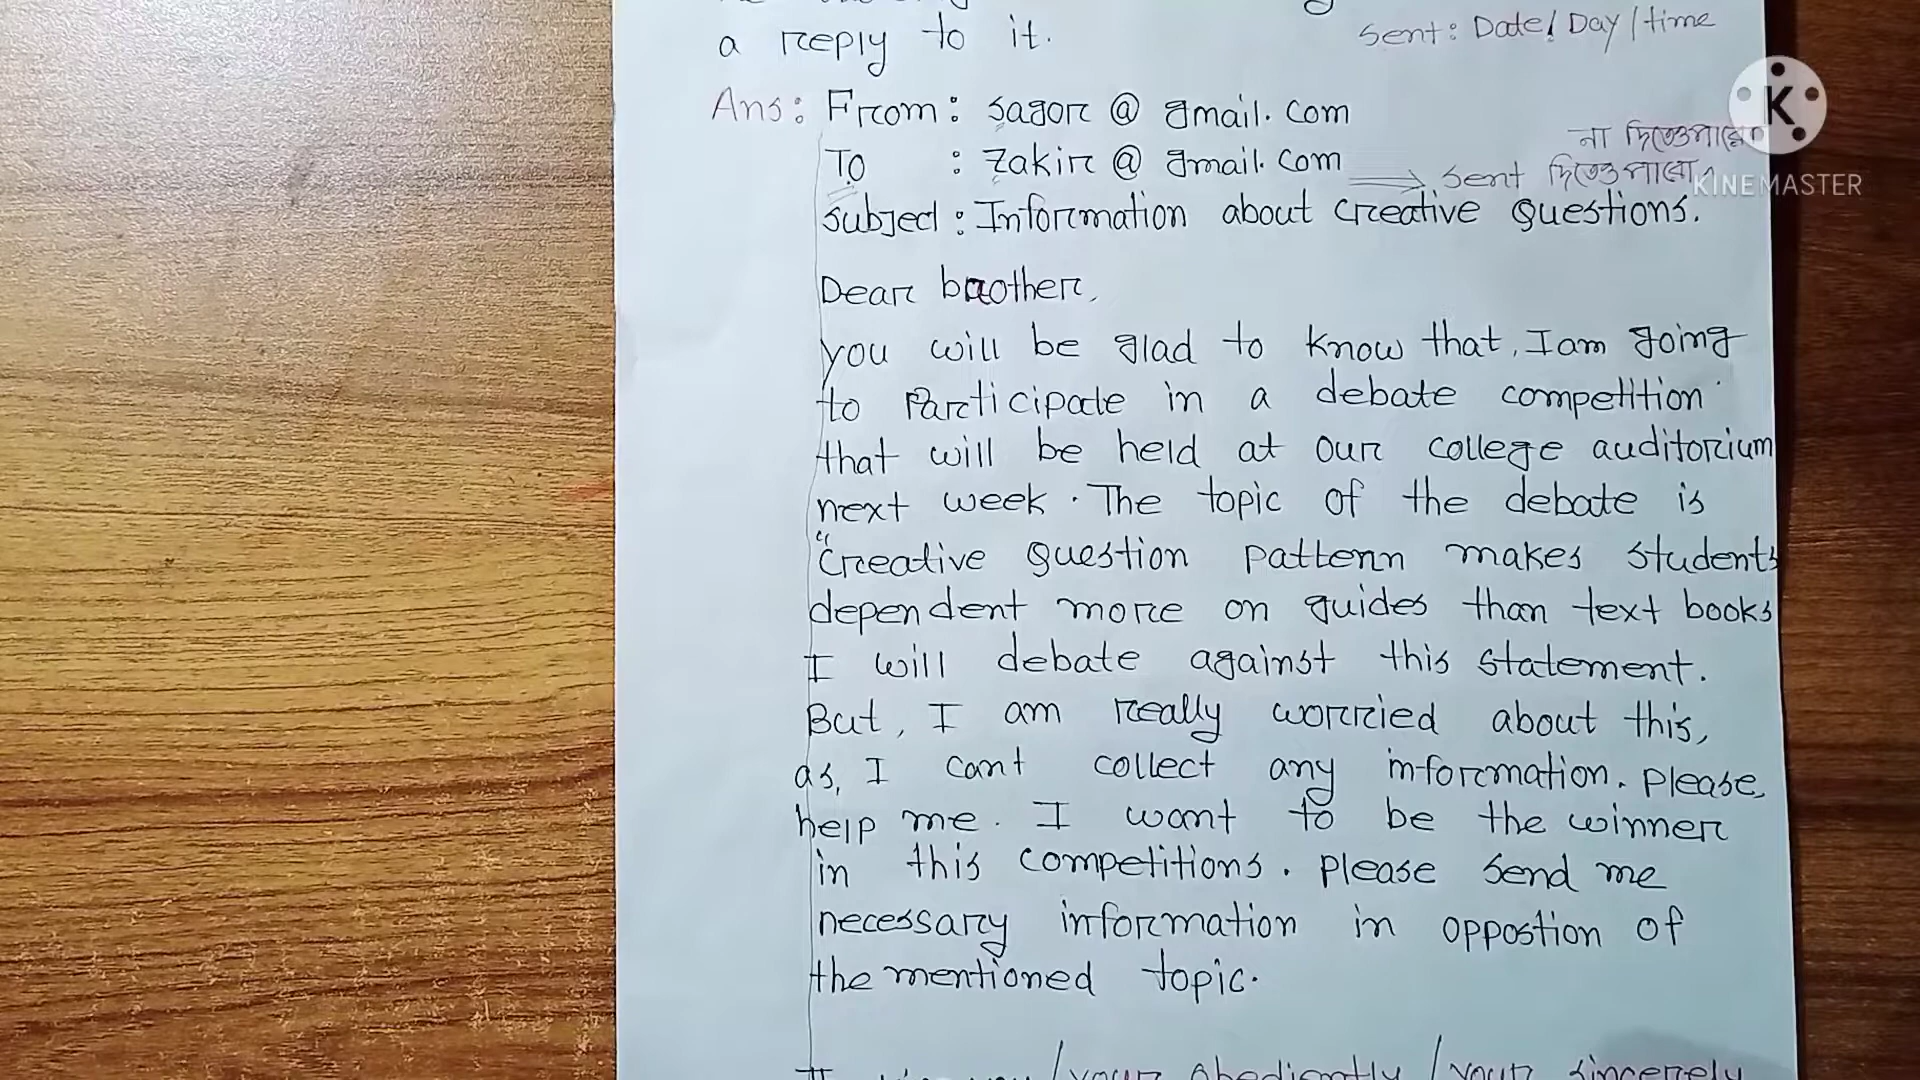 a reply to it.
Sent: Date/ Day /time
Ans: From: sagor @ gmail. com
না দিতেও পারো
To : Zakir @ gmail. com
sent দিতেও পারো।
KINEMASTER
Subject : Information about creative questions.
Dear brother,
you will be glad to know that, I am going
to Participate in a debate competition
that will be held at our college auditorium
next week. The topic of the debate is
"Creative question pattern makes students
dependent more on guides than text books
I will debate against this statement.
But, I am really worried about this,
as, I cant collect any information. please,
help me. I want to be the winner
in this competitions. please send me
necessary information in oppostion of
the mentioned topic.
/your obediently /your sincerely